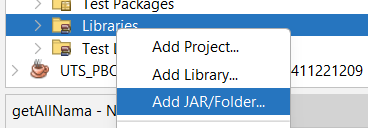 Test Packages
Libraries
Test
Add Project...
Add Library...
UTS_PBO
411221209
Add JAR/Folder...
getAllNama - N